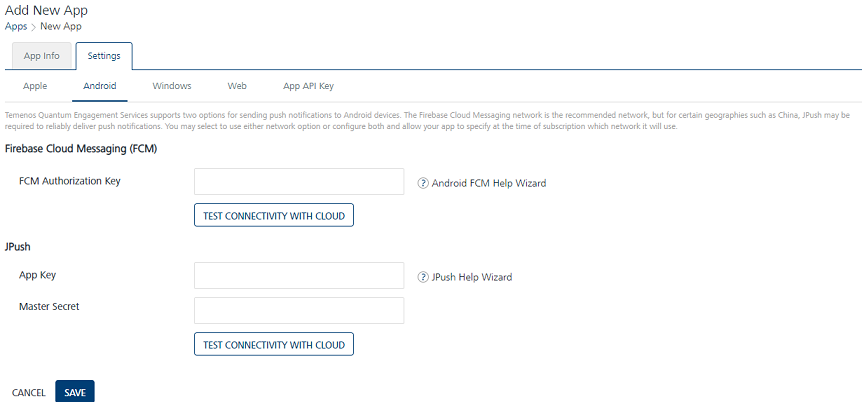 Add New App
Apps > New App
App Info Settings
Apple Android Windows Web App API Key
Temenos Quantum Engagement Services supports two options for sending push notifications to Android devices. The Firebase Cloud Messaging network is the recommended network, but for certain geographies such as China, JPush may be
required to reliably deliver push notifications. You may select to use either network option or configure both and allow your app to specify at the time of subscription which network it will use.
Firebase Cloud Messaging (FCM)
FCM Authorization Key ? Android FCM Help Wizard
TEST CONNECTIVITY WITH CLOUD
JPush
App Key ? JPush Help Wizard
Master Secret
TEST CONNECTIVITY WITH CLOUD
CANCEL SAVE